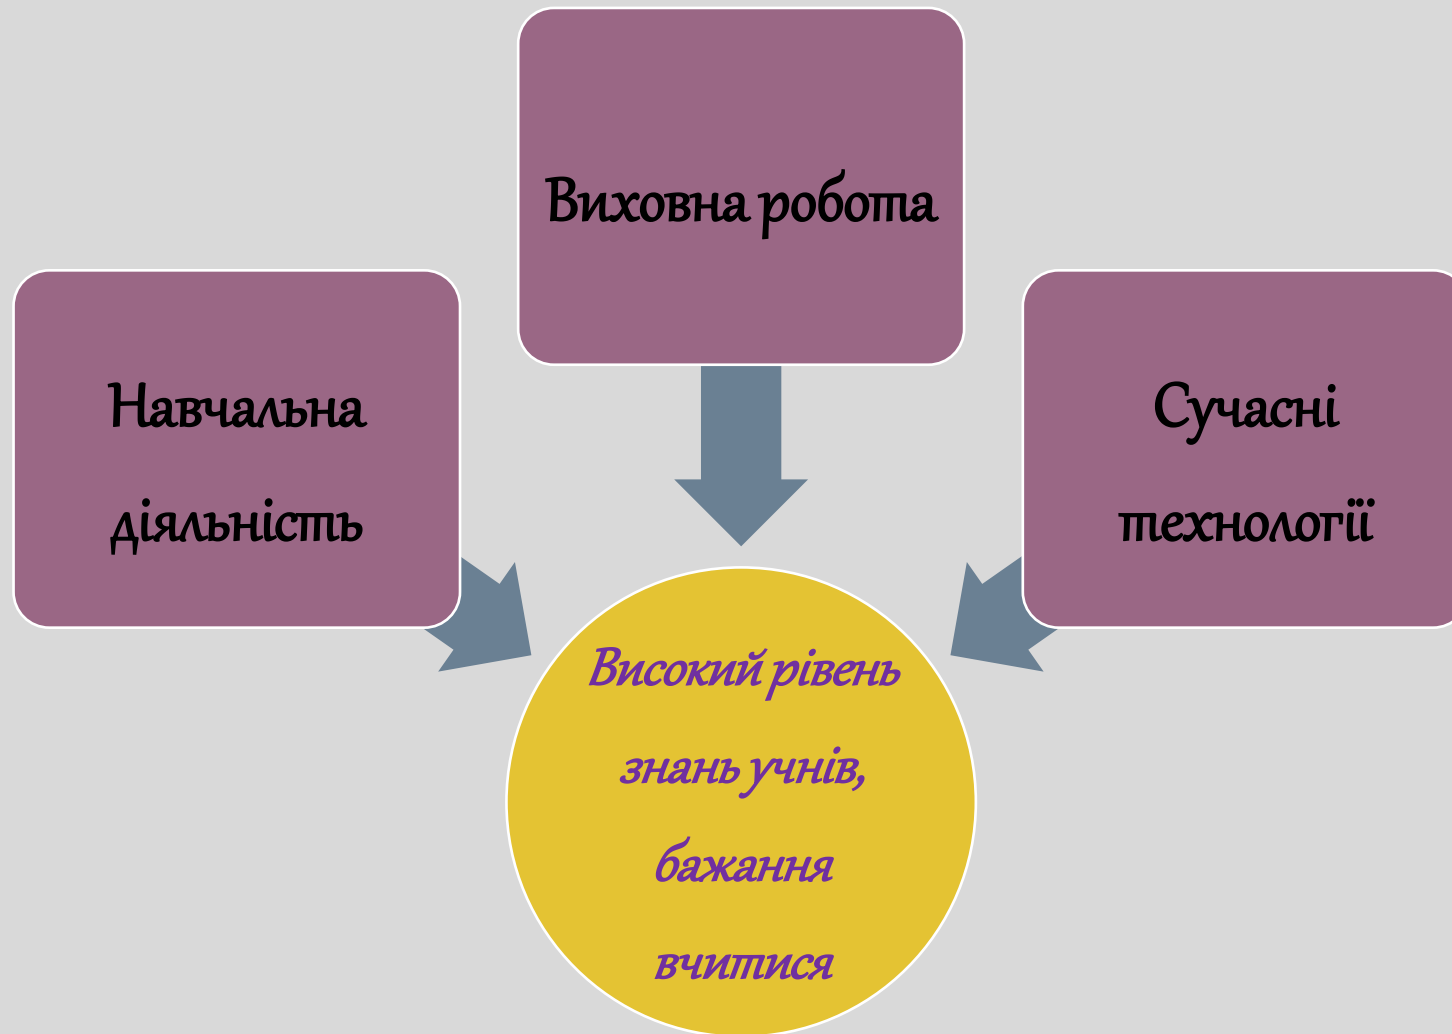 Виховна робота
Навчальна
діяльність
Сучасні
технології
Високий рівень
знань учнів,
бажання
вчитися